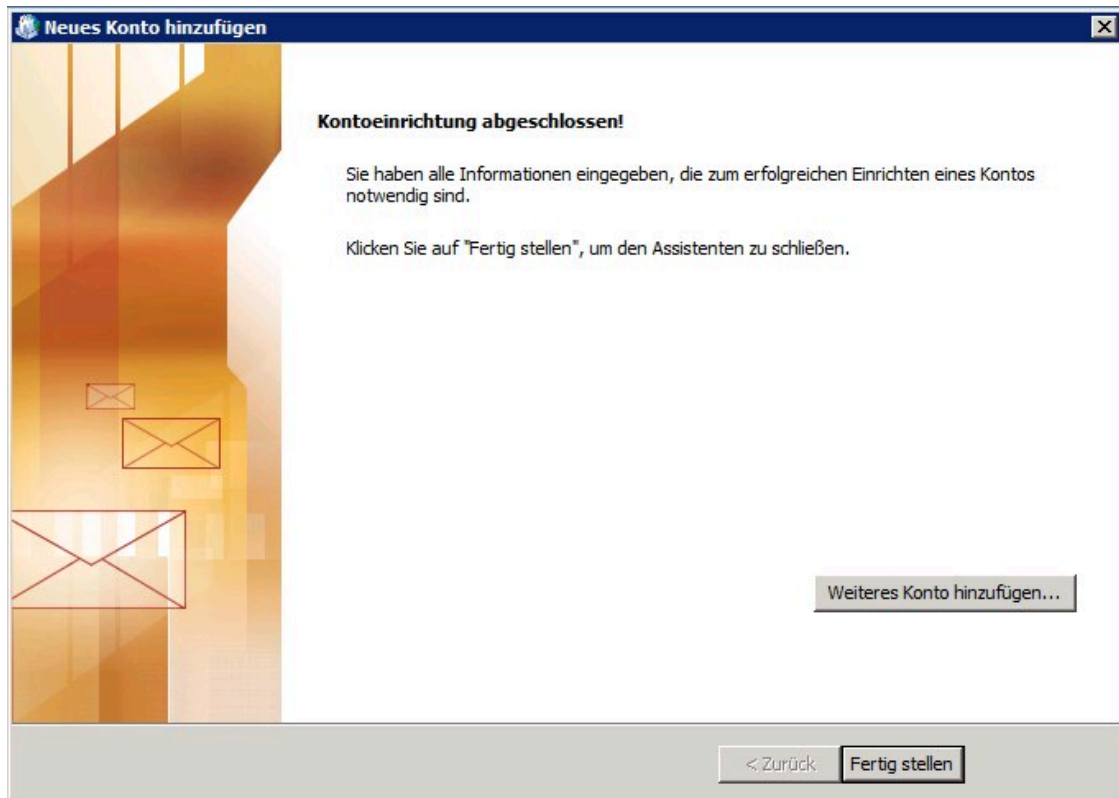 Neues Konto hinzufügen
Kontoeinrichtung abgeschlossen!
Sie haben alle Informationen eingegeben, die zum erfolgreichen Einrichten eines Kontos
notwendig sind.
Klicken Sie auf "Fertig stellen", um den Assistenten zu schließen.
Weiteres Konto hinzufügen...
< Zurück
Fertig stellen